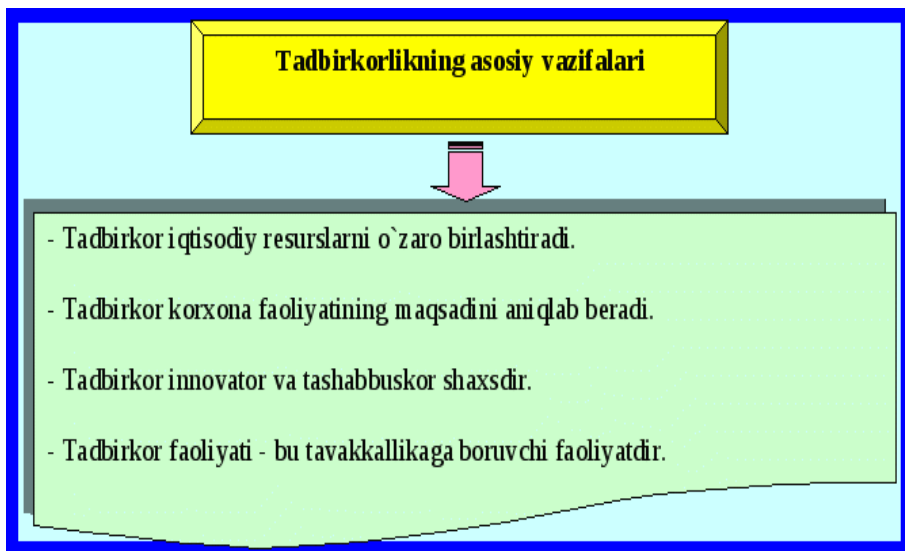 Tadbirkorlikning asosiy vazifalari
- Tadbirkor iqtisodiy resurslarni o`zaro birlashtiradi.
- Tadbirkor korxona faoliyatining maqsadini aniqlab beradi.
- Tadbirkor innovator va tashabbuskor shaxsdir.
- Tadbirkor faoliyati - bu tavakkallikaga boruvchi faoliyatdir.